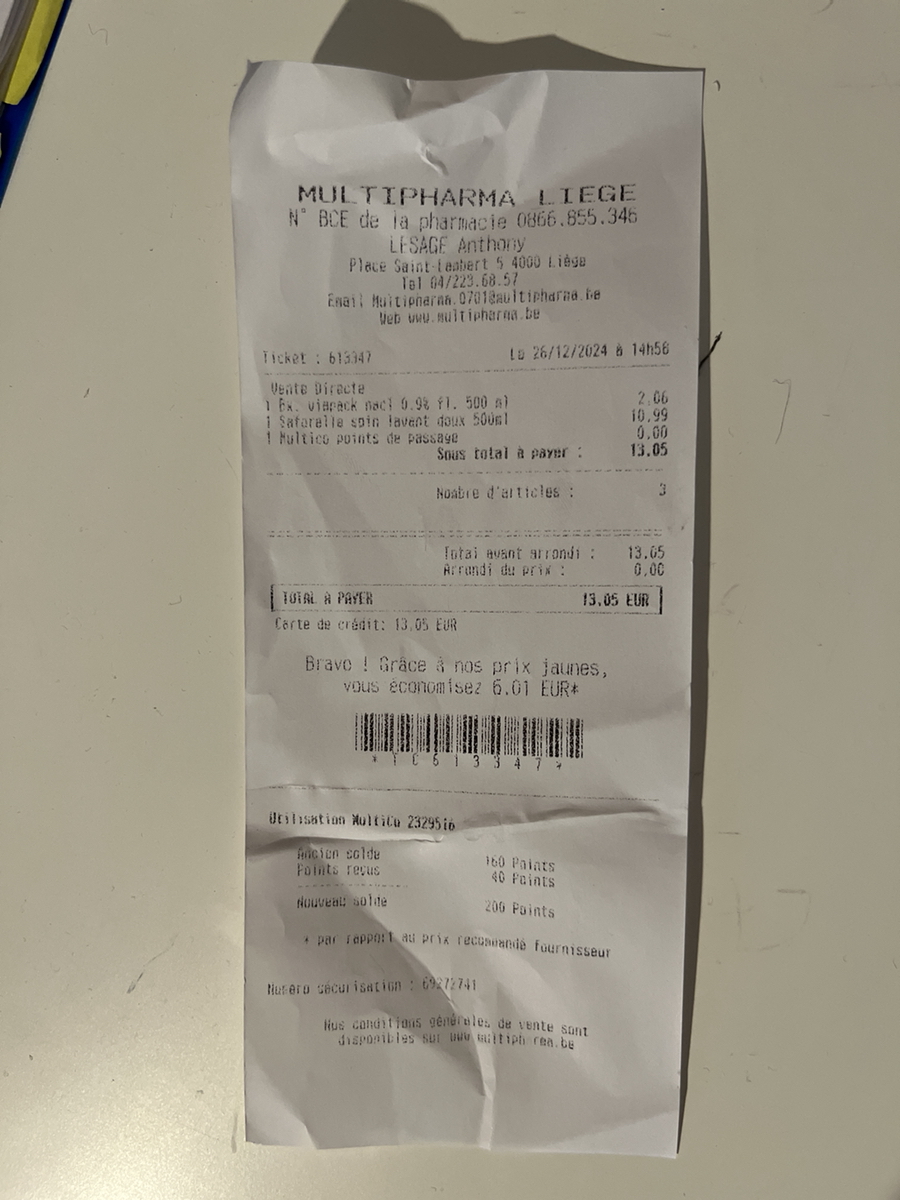 MULTIPHARMA LIEGE
N° BCE de la pharmacie 0866.855.346
LESAGE Anthony
Place Saint-Lambert 5 4000 Liège
Tel 04/223.68.57
Email Multipharma.0701@multipharma.be
Web www.multipharma.be
Ticket : 613347 Le 26/12/2024 à 14h56
Vente Directe
1 Ex. viapack nacl 0.9% fl. 500 ml 2,06
1 Saforelle soin lavant doux 500ml 10,99
1 Multico points de passage 0,00
Sous total à payer : 13.05
Nombre d'articles : 3
Total avant arrondi : 13.05
Arrondi du prix : 0,00
TOTAL A PAYER 13.05 EUR
Carte de crédit: 13,05 EUR
Bravo ! Grâce à nos prix jaunes,
vous économisez 6.01 EUR*
*TC613347*
Utilisation MultiCo 2329516
Ancien solde 160 Points
Points reçus 40 Points
Nouveau solde 200 Points
* par rapport au prix recommandé fournisseur
Numéro sécurisation : 69272741
Nos conditions générales de vente sont
disponibles sur www multiph rma.be